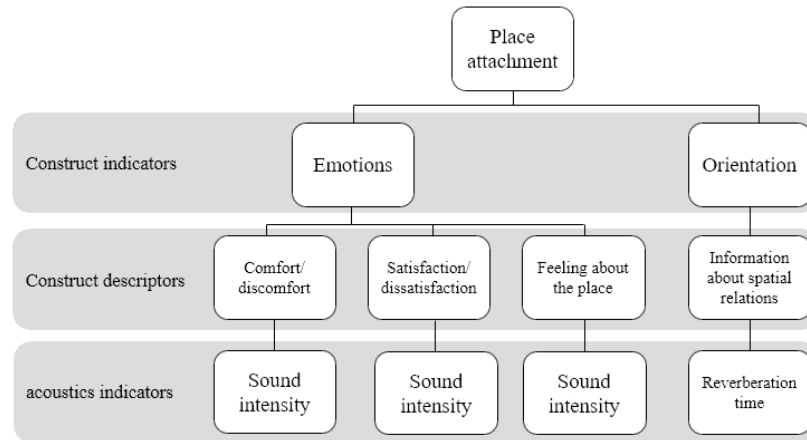 Place
attachment
Construct indicators
Emotions
Orientation
Construct descriptors
Comfort/
discomfort
Satisfaction/
dissatisfaction
Feeling about
the place
Information
about spatial
relations
acoustics indicators
Sound
intensity
Sound
intensity
Sound
intensity
Reverberation
time